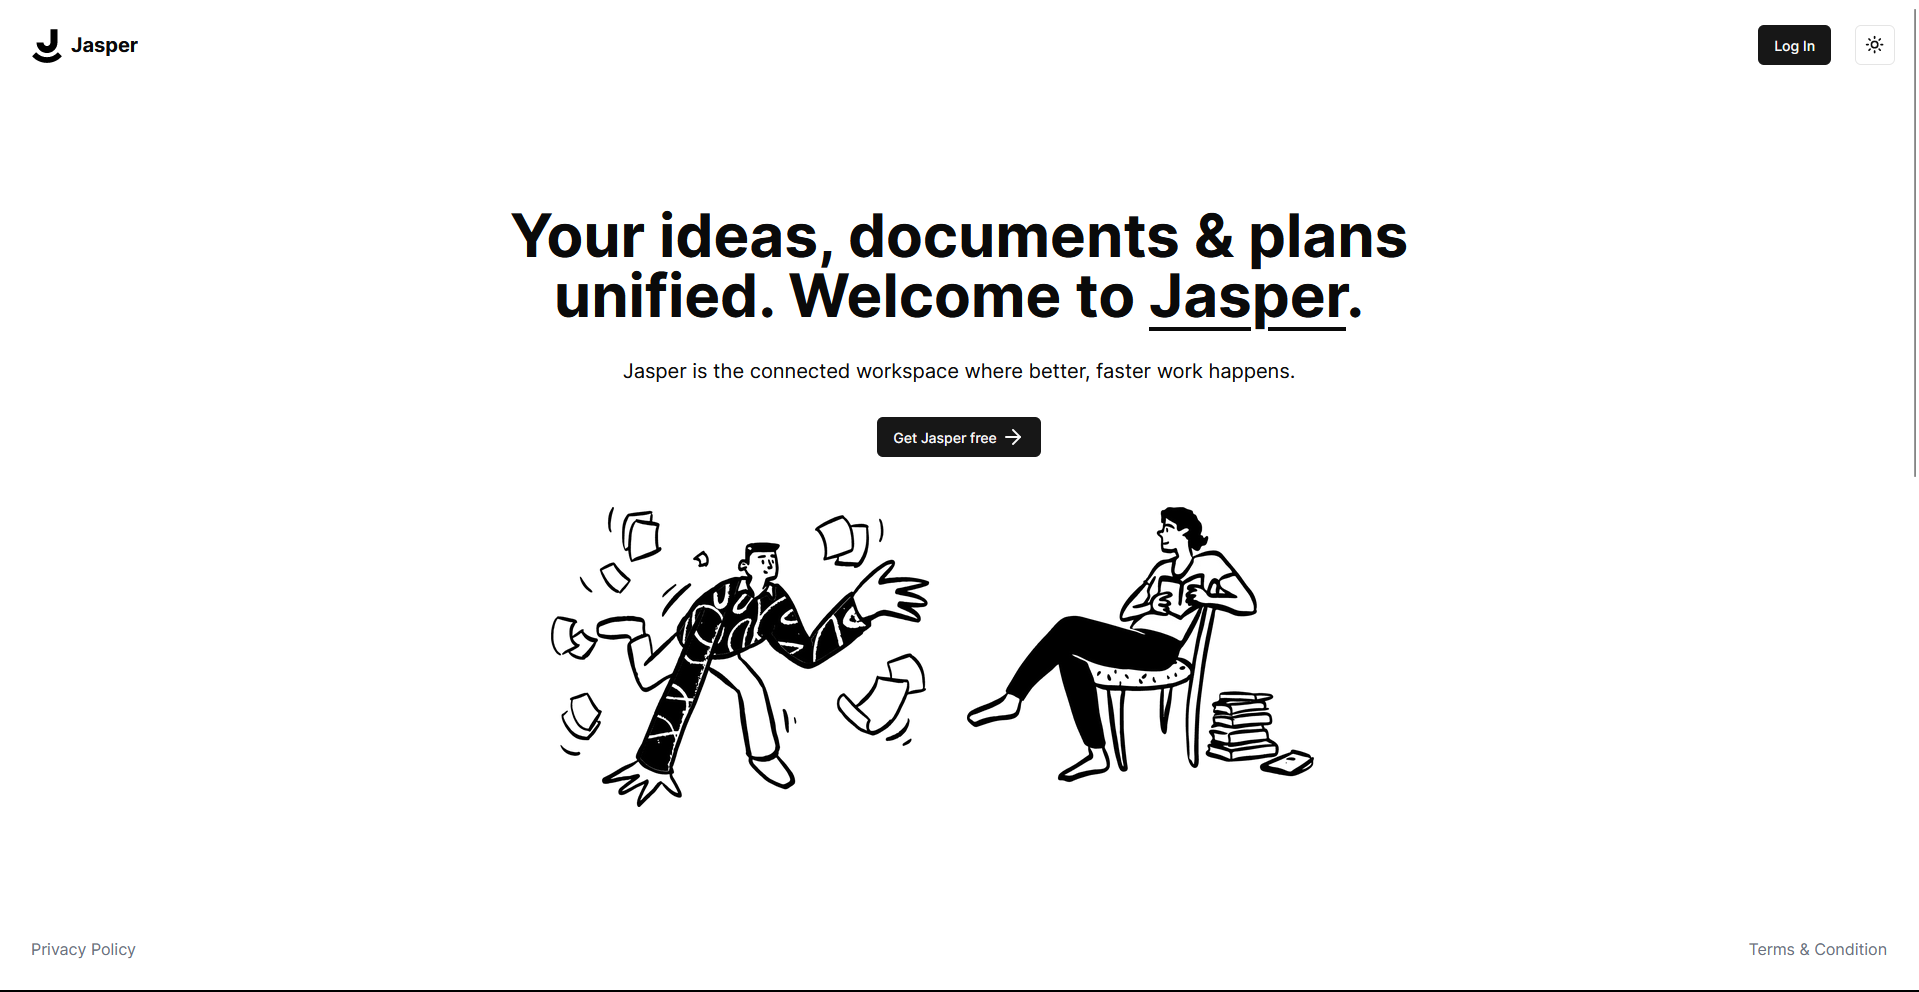 Jasper
Log In
Your ideas, documents & plans
unified. Welcome to Jasper.
Jasper is the connected workspace where better, faster work happens.
Get Jasper free
Privacy Policy
Terms & Condition